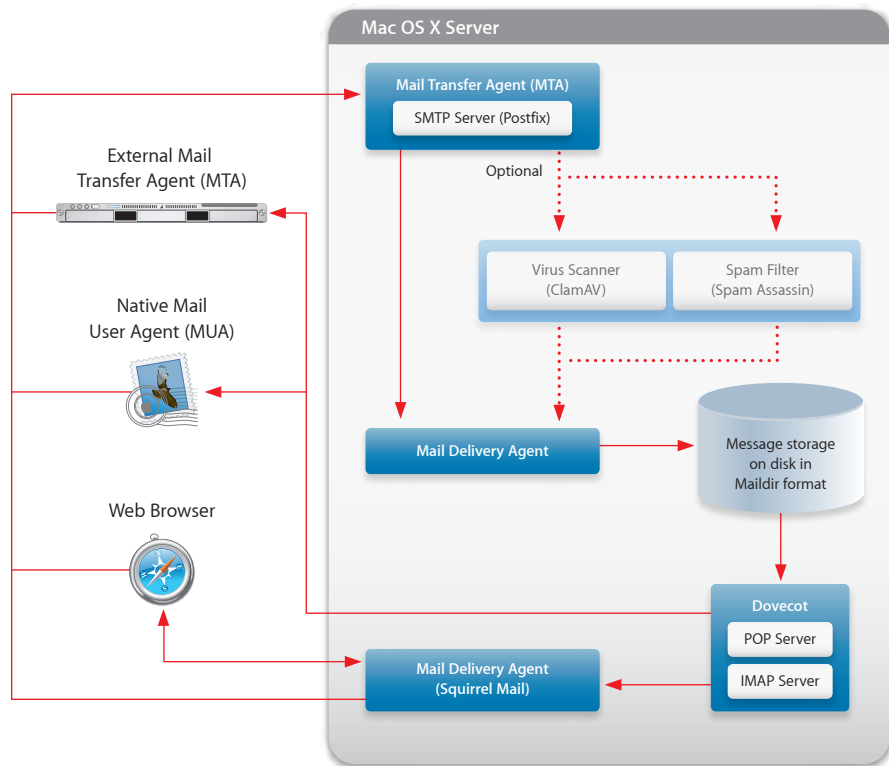 Mac OS X Server
Mail Transfer Agent (MTA)
SMTP Server (Postfix)
Optional
External Mail
Transfer Agent (MTA)
Virus Scanner
(ClamAV)
Spam Filter
(Spam Assassin)
Native Mail
User Agent (MUA)
Mail Delivery Agent
Message storage
on disk in
Maildir format
Web Browser
Dovecot
POP Server
IMAP Server
Mail Delivery Agent
(Squirrel Mail)